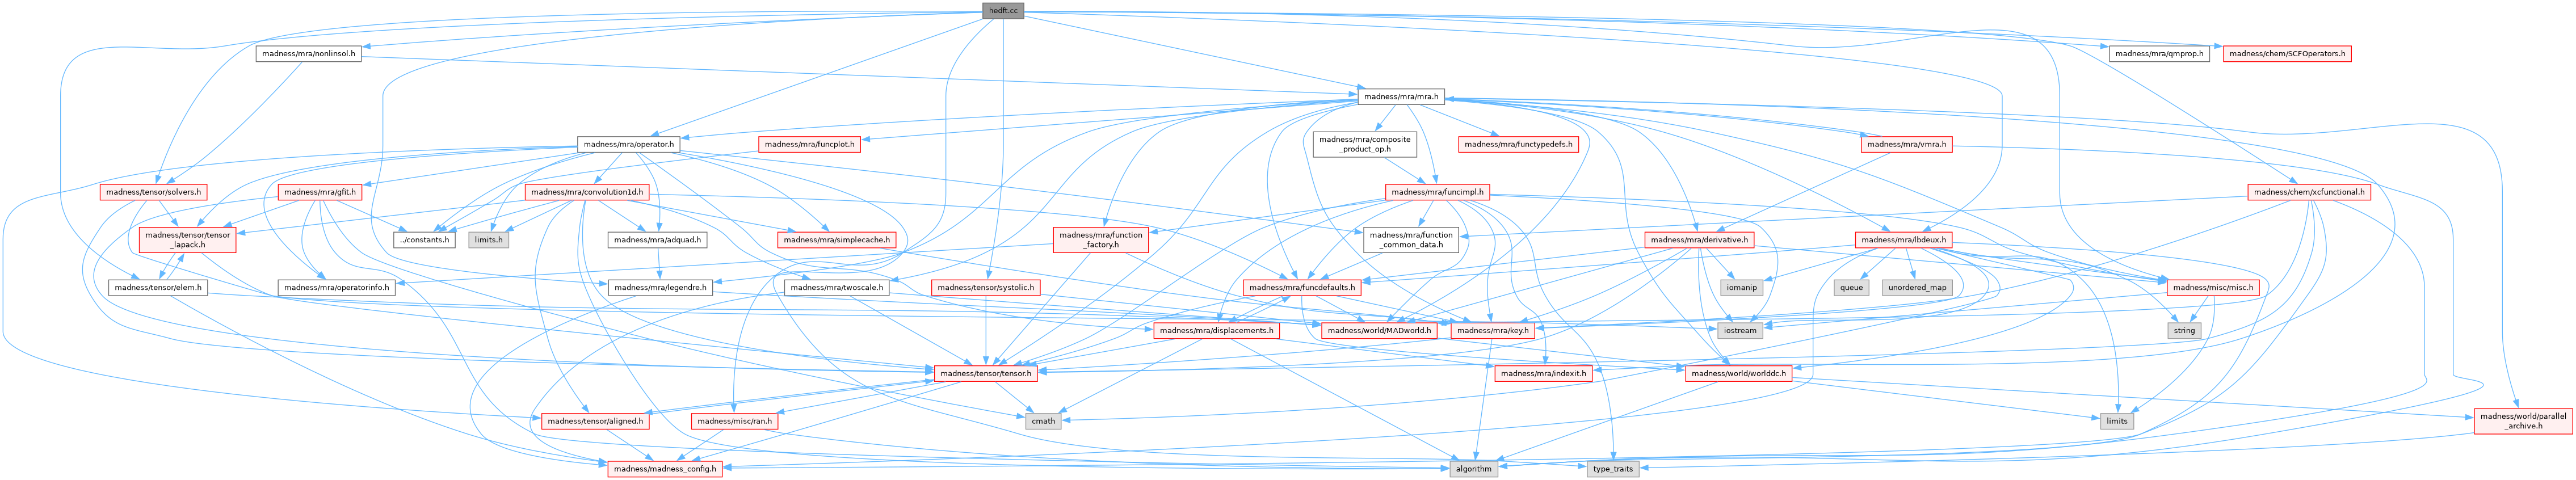 hedft.cc
madness/mra/nonlinsol.h
madness/mra/qmprop.h
madness/chem/SCFOperators.h
madness/mra/mra.h
madness/mra/operator.h
madness/mra/funcplot.h
madness/mra/composite
_product_op.h
madness/mra/functypedefs.h
madness/mra/vmra.h
madness/tensor/solvers.h
madness/mra/gfit.h
madness/mra/convolution1d.h
madness/mra/funcimpl.h
madness/chem/xcfunctional.h
madness/tensor/tensor
_lapack.h
../constants.h
limits.h
madness/mra/adquad.h
madness/mra/simplecache.h
madness/mra/function
_factory.h
madness/mra/function
_common_data.h
madness/mra/derivative.h
madness/mra/lbdeux.h
madness/tensor/elem.h
madness/mra/operatorinfo.h
madness/mra/legendre.h
madness/mra/twoscale.h
madness/tensor/systolic.h
madness/mra/funcdefaults.h
iomanip
queue
unordered_map
madness/misc/misc.h
madness/mra/displacements.h
madness/world/MADworld.h
madness/mra/key.h
iostream
string
madness/tensor/tensor.h
madness/mra/indexit.h
madness/world/worlddc.h
madness/tensor/aligned.h
madness/misc/ran.h
cmath
limits
madness/world/parallel
_archive.h
madness/madness_config.h
algorithm
type_traits